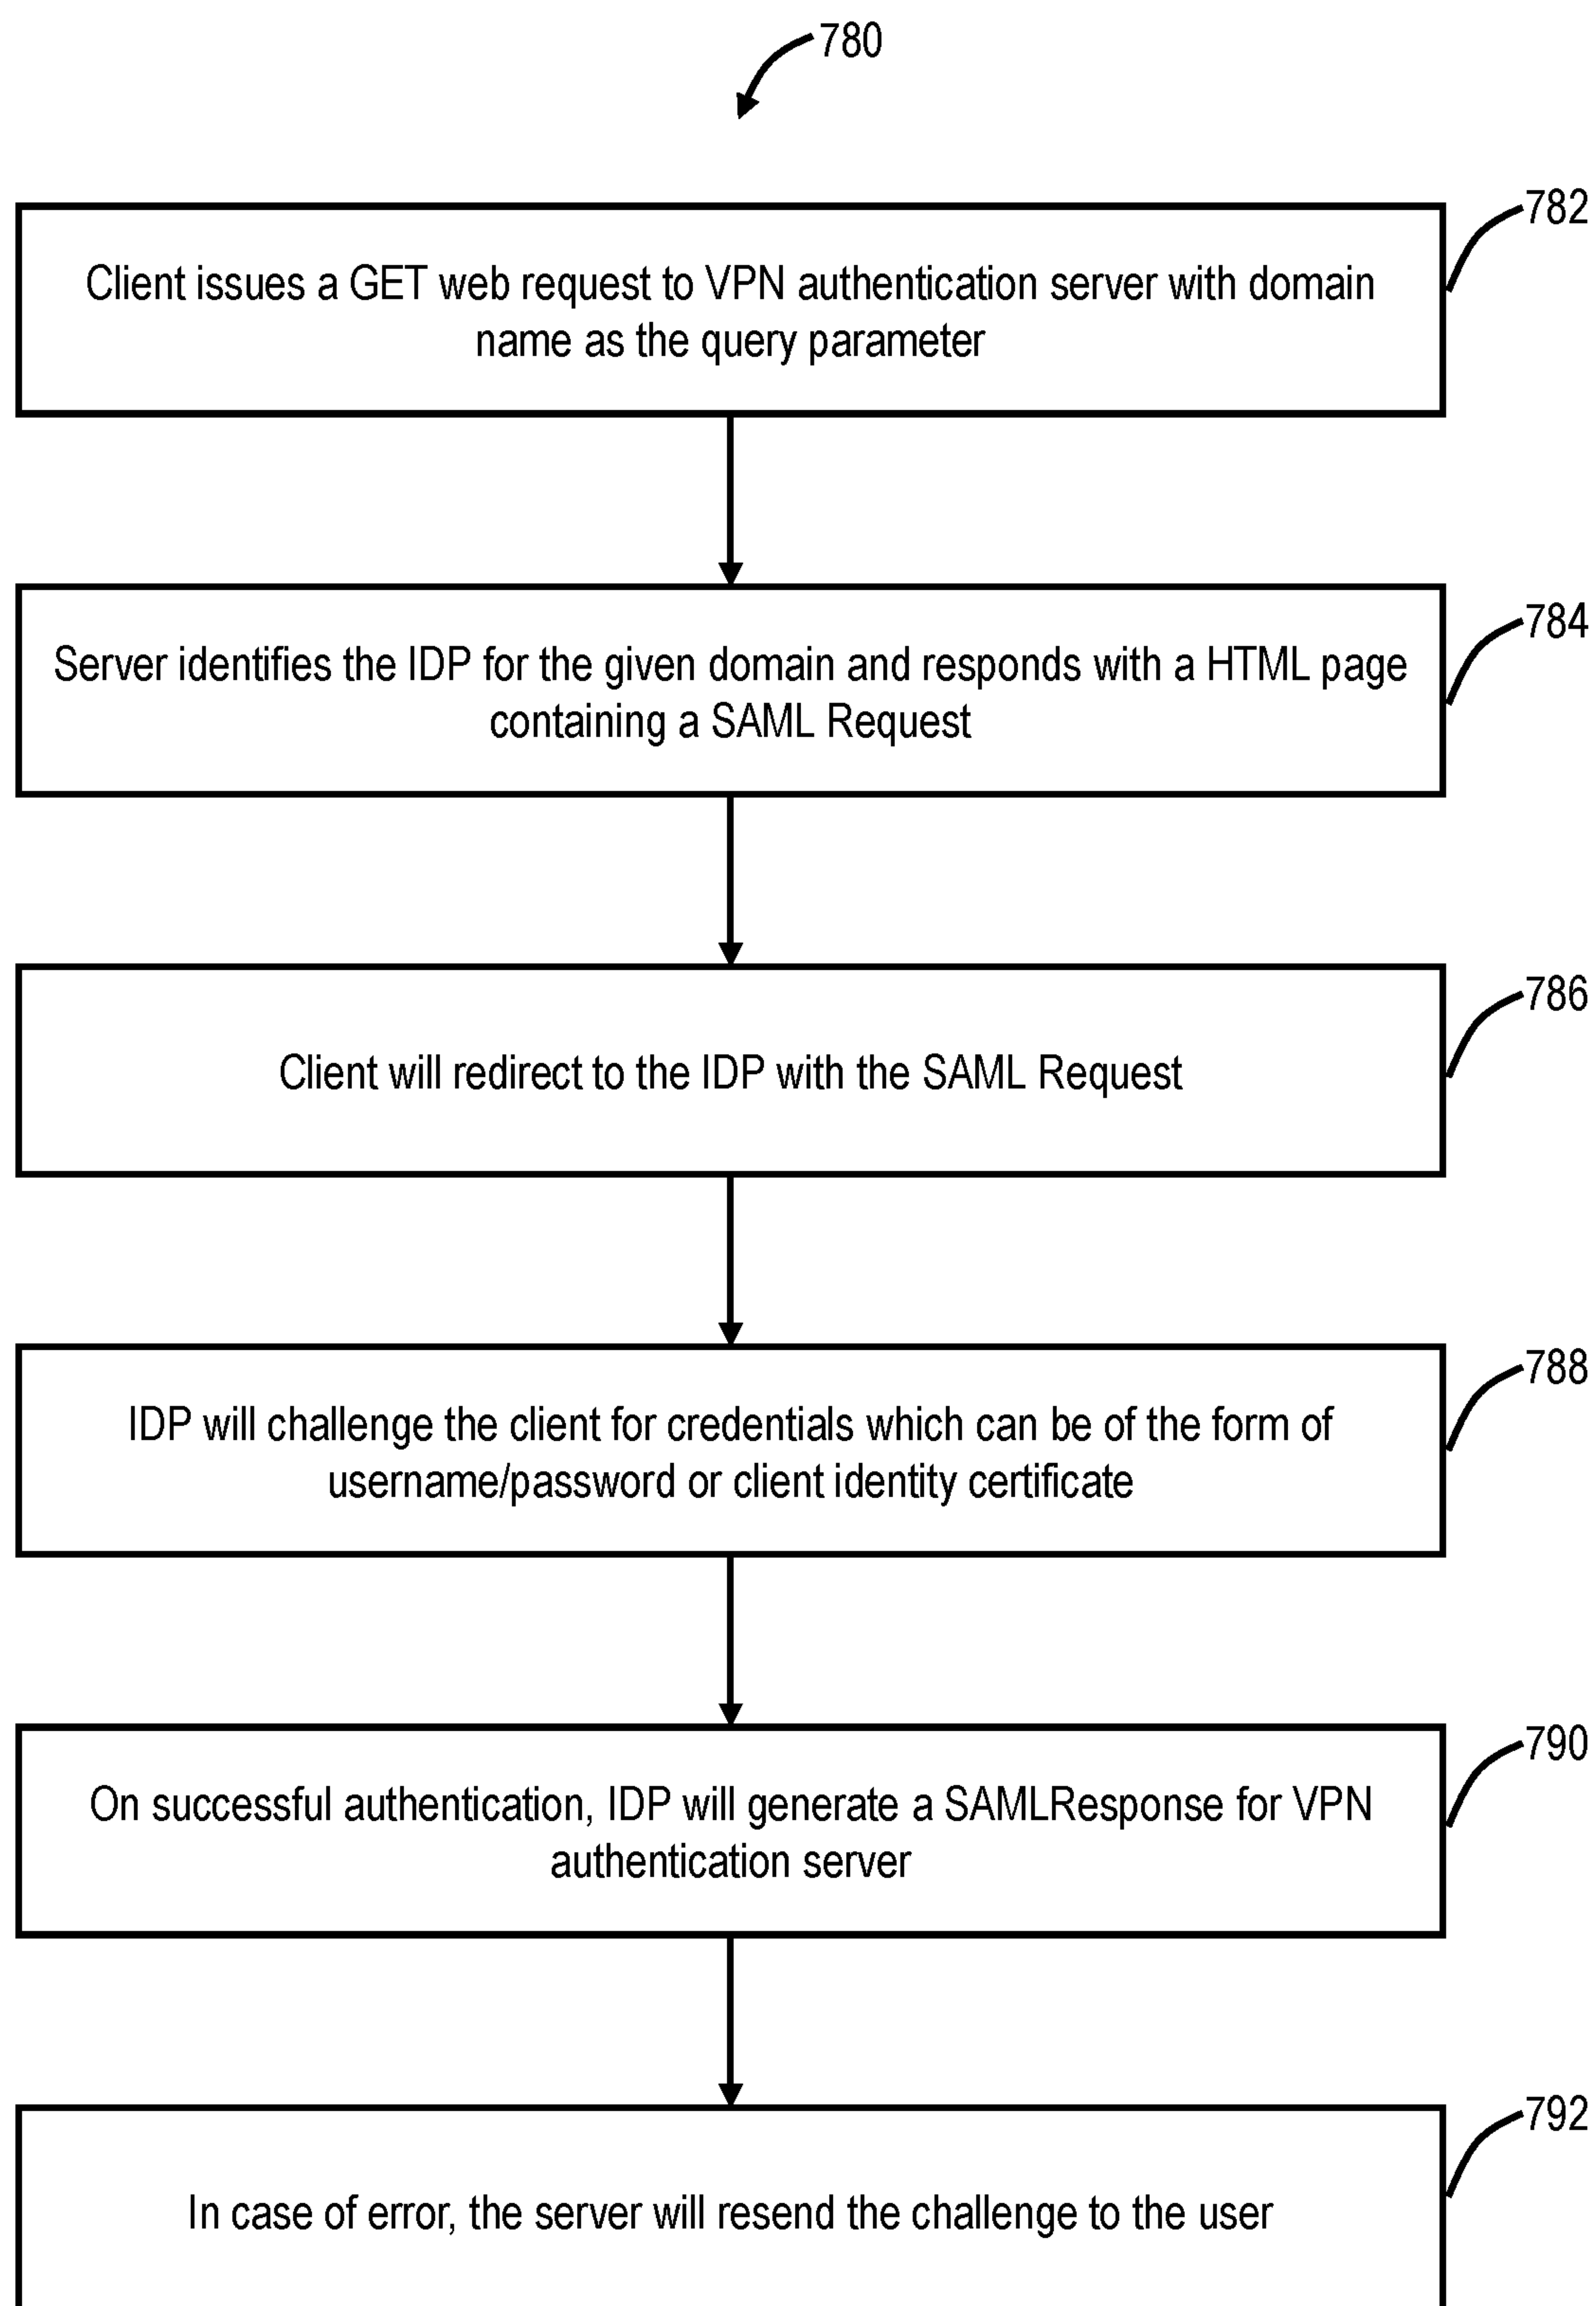 780
782
Client issues a GET web request to VPN authentication server with domain
name as the query parameter
784
Server identifies the IDP for the given domain and responds with a HTML page
containing a SAML Request
786
Client will redirect to the IDP with the SAML Request
788
IDP will challenge the client for credentials which can be of the form of
username/password or client identity certificate
790
On successful authentication, IDP will generate a SAMLResponse for VPN
authentication server
792
In case of error, the server will resend the challenge to the user